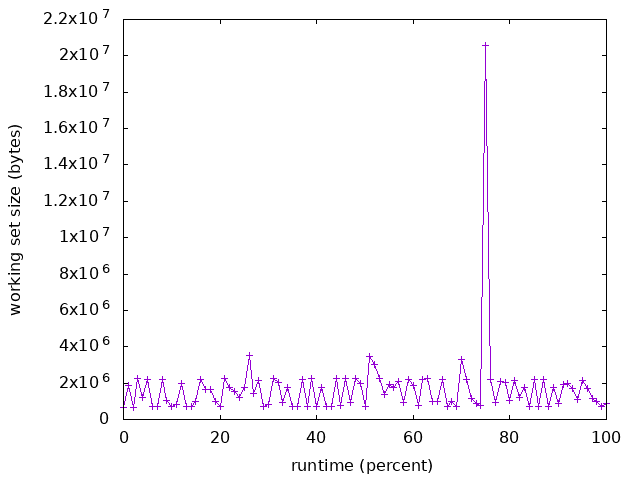 2.2x10^7
2x10^7
1.8x10^7
1.6x10^7
1.4x10^7
1.2x10^7
1x10^7
8x10^6
6x10^6
4x10^6
2x10^6
0
working set size (bytes)
0 20 40 60 80 100
runtime (percent)